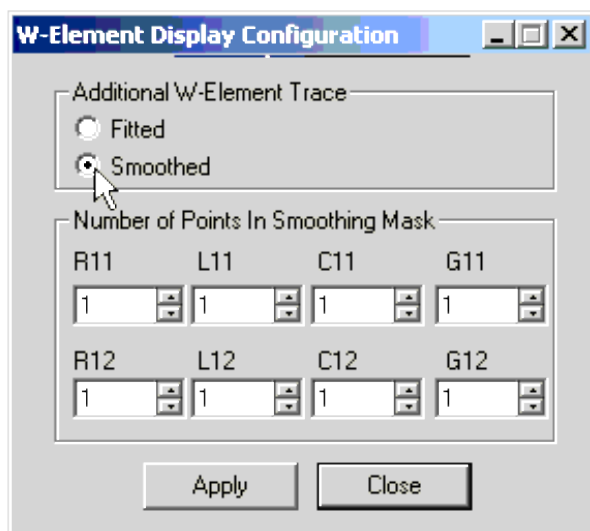 W-Element Display Configuration
Additional W-Element Trace
Fitted
Smoothed
Number of Points In Smoothing Mask
R11 L11 C11 G11
1 1 1 1
R12 L12 C12 G12
1 1 1 1
Apply Close